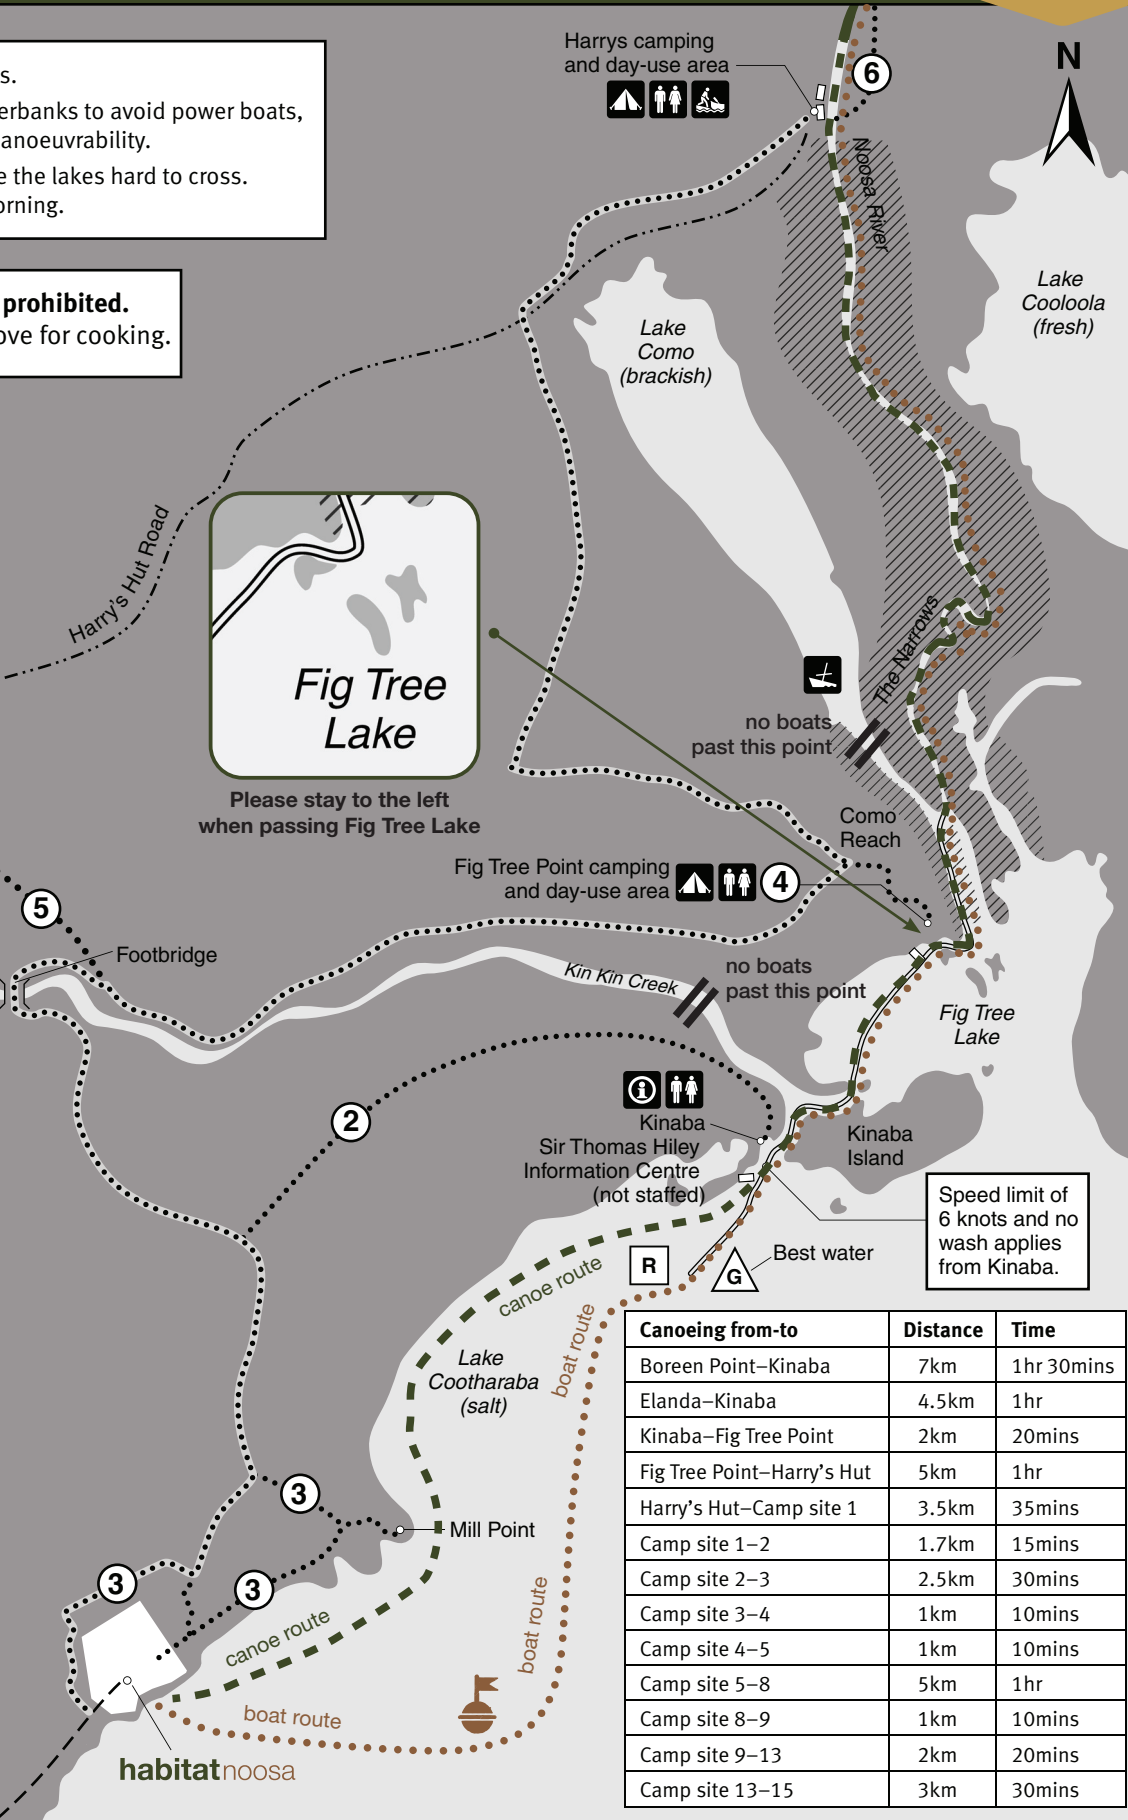 s.
erbanks to avoid power boats,
anoeuvrability.
e the lakes hard to cross.
orning.
prohibited.
ove for cooking.
Harrys camping
and day-use area
6
N
Noosa River
Lake
Cooloola
(fresh)
Lake
Como
(brackish)
Harry's Hut Road
Fig Tree
Lake
Please stay to the left
when passing Fig Tree Lake
The Narrows
no boats
past this point
Como
Reach
Fig Tree Point camping
and day-use area
4
5
Footbridge
Kin Kin Creek
no boats
past this point
Fig Tree
Lake
2
Kinaba
Sir Thomas Hiley
Information Centre
(not staffed)
Kinaba
Island
Speed limit of
6 knots and no
wash applies
from Kinaba.
R
G
Best water
canoe route
boat route
Lake
Cootharaba
(salt)
3
Mill Point
3
3
canoe route
boat route
boat route
habitatnoosa
Canoeing from-to Distance Time
Boreen Point–Kinaba 7km 1hr 30mins
Elanda–Kinaba 4.5km 1hr
Kinaba–Fig Tree Point 2km 20mins
Fig Tree Point–Harry's Hut 5km 1hr
Harry's Hut–Camp site 1 3.5km 35mins
Camp site 1–2 1.7km 15mins
Camp site 2–3 2.5km 30mins
Camp site 3–4 1km 10mins
Camp site 4–5 1km 10mins
Camp site 5–8 5km 1hr
Camp site 8–9 1km 10mins
Camp site 9–13 2km 20mins
Camp site 13–15 3km 30mins